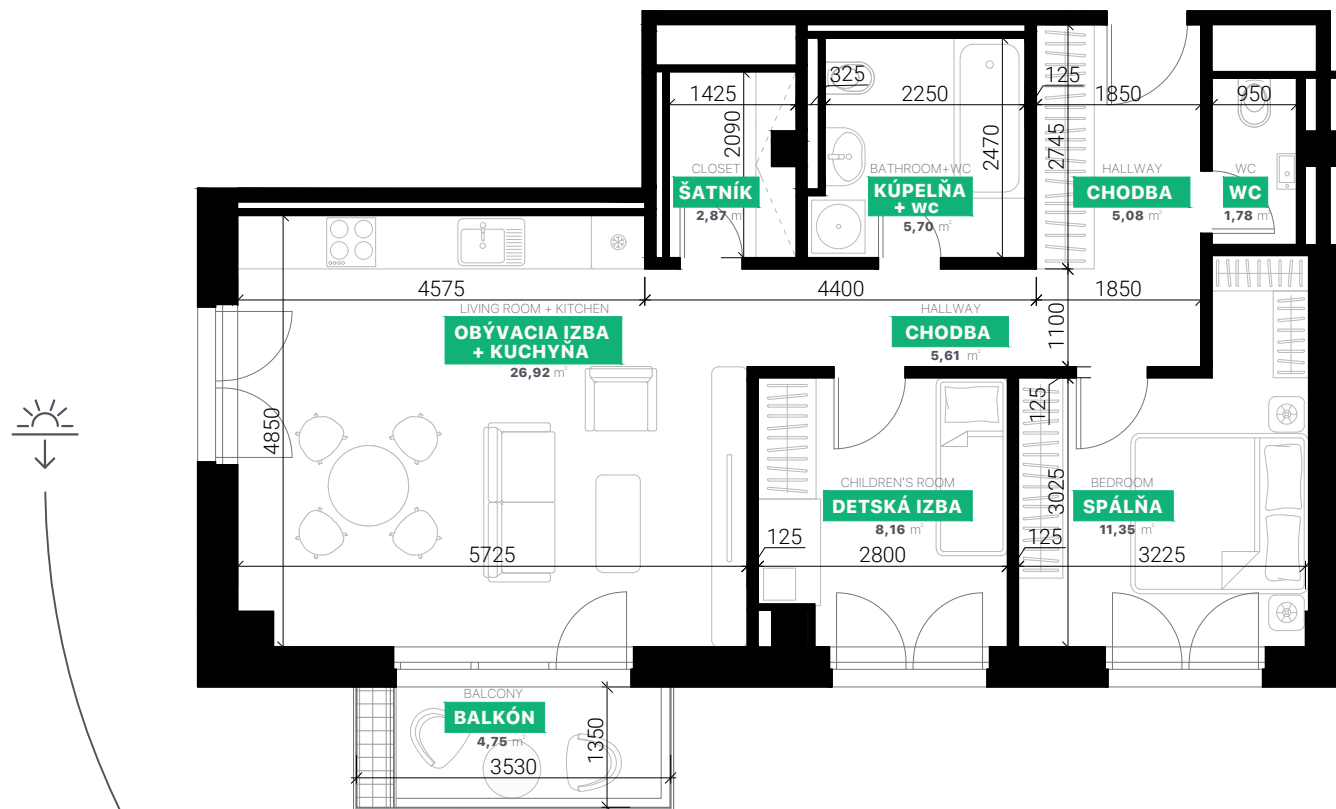 325
125
1425
2250
1850
950
2090
2470
2745
CLOSET
ŠATNÍK
2,87 m²
BATHROOM+WC
KÚPEĽŇA
+ WC
5,70 m²
HALLWAY
CHODBA
5,08 m²
WC
WC
1,78 m²
4575
4400
1850
LIVING ROOM + KITCHEN
OBÝVACIA IZBA
+ KUCHYŇA
26,92 m²
HALLWAY
CHODBA
5,61 m²
1100
4850
125
3025
CHILDREN'S ROOM
DETSKÁ IZBA
8,16 m²
BEDROOM
SPÁLŇA
11,35 m²
125
125
5725
2800
3225
BALCONY
BALKÓN
4,75 m²
1350
3530